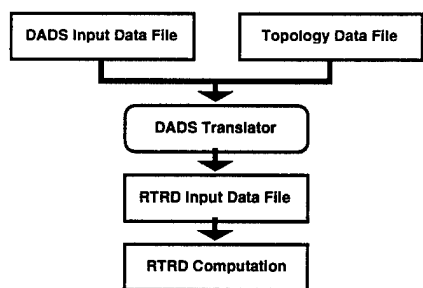 DADS Input Data File
Topology Data File
DADS Translator
RTRD Input Data File
RTRD Computation